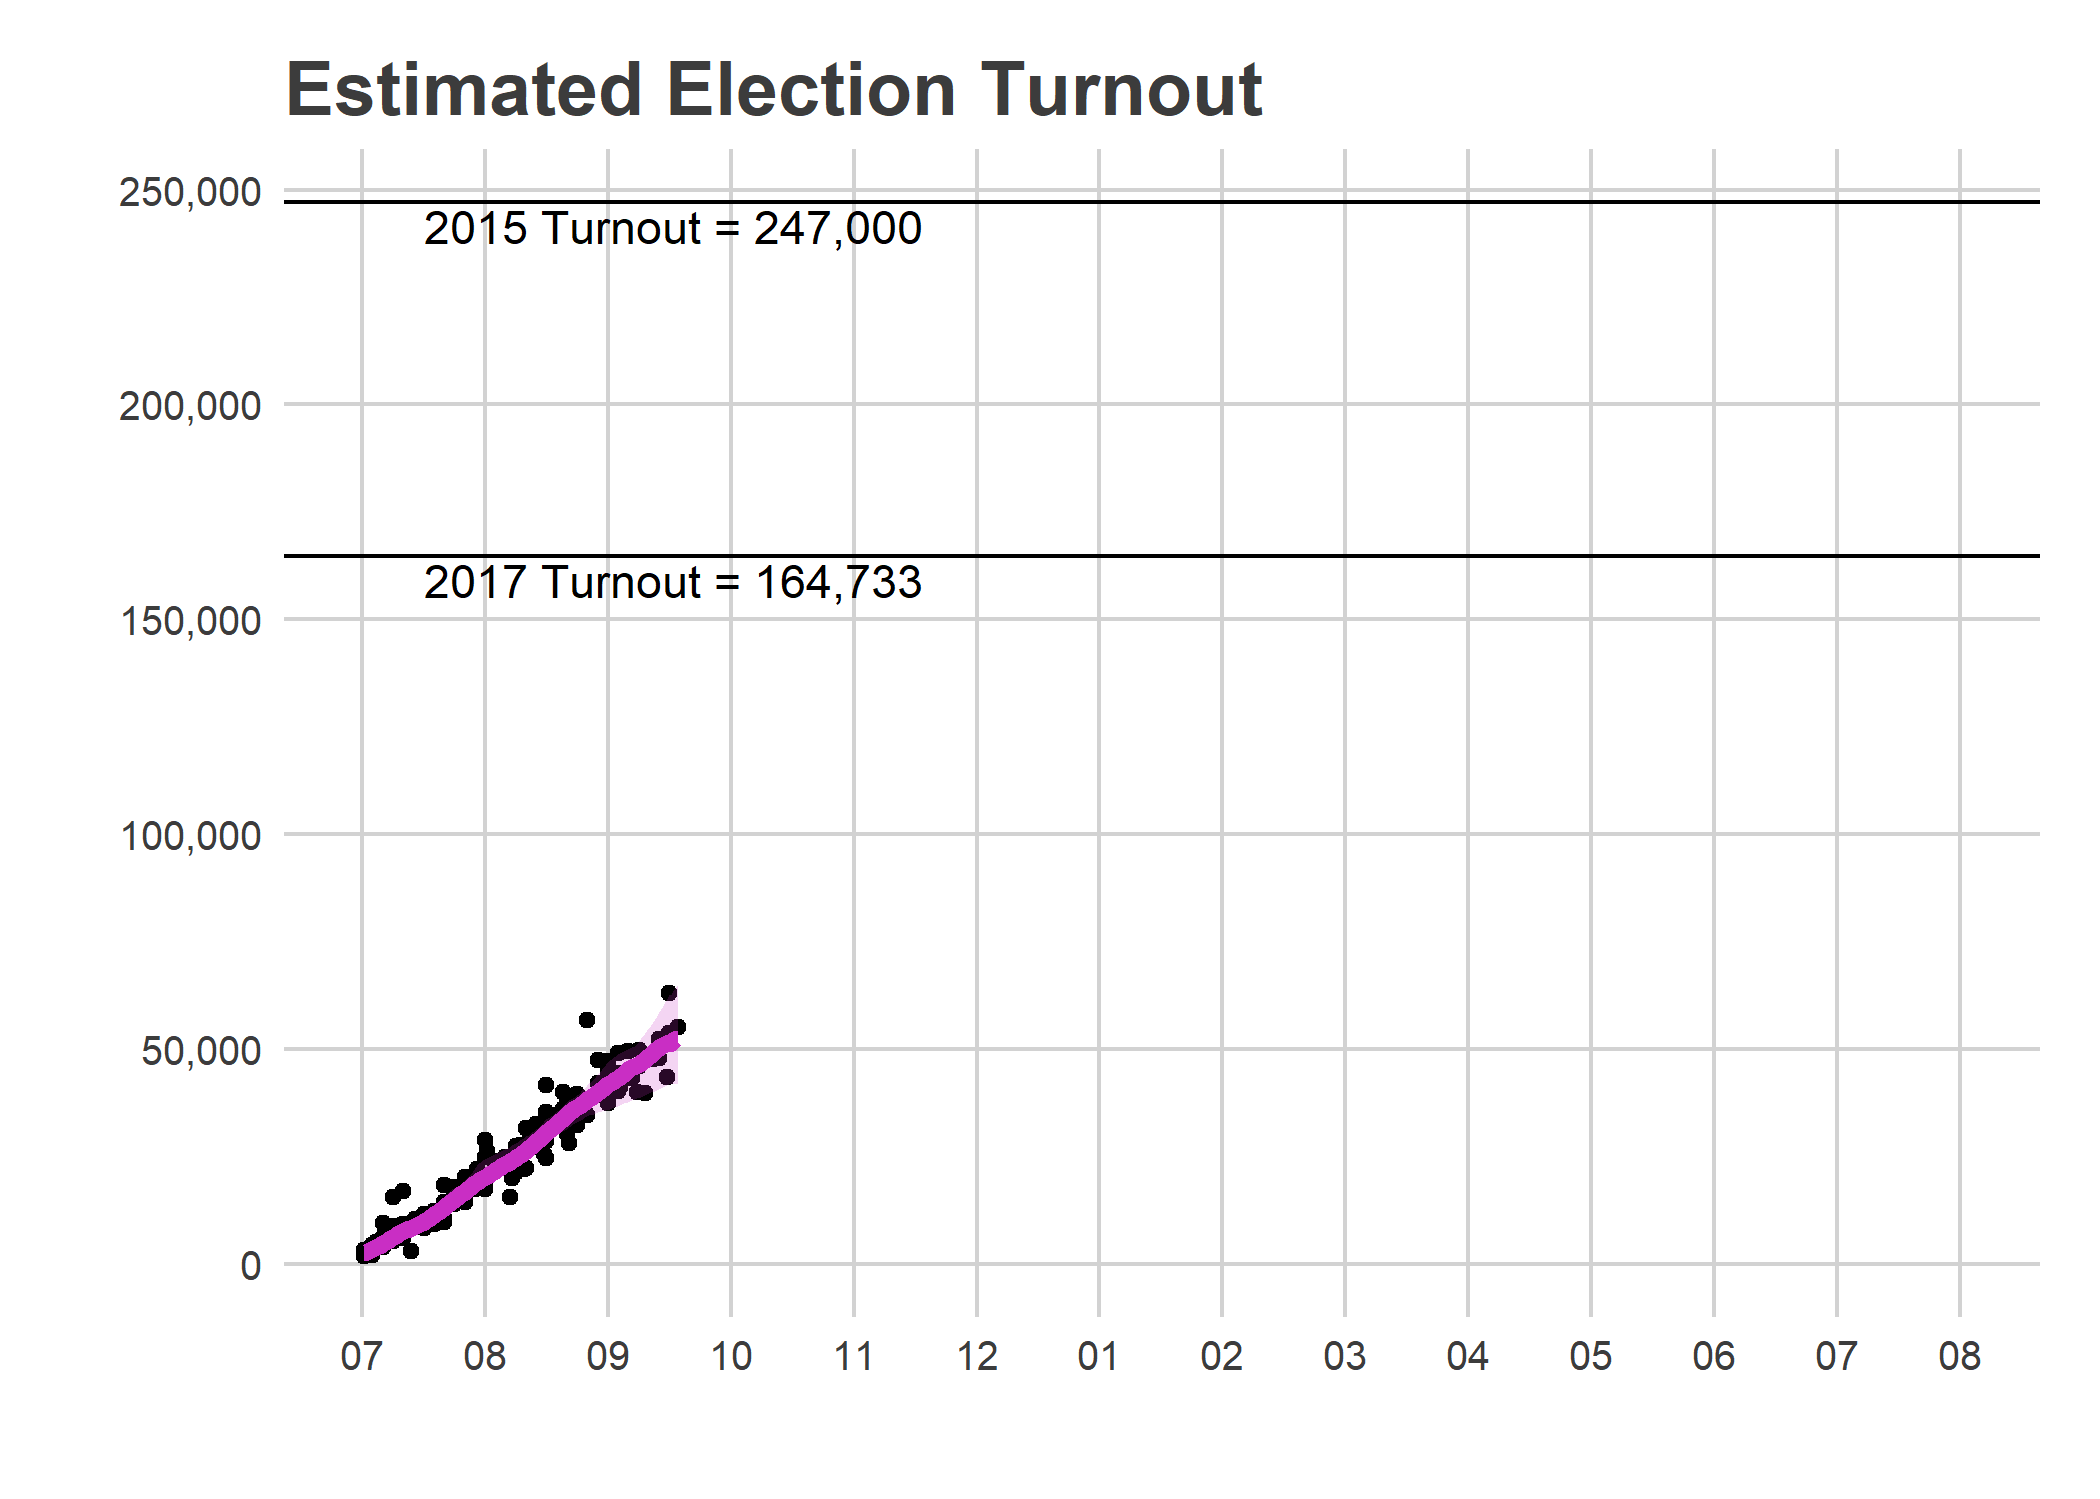 Estimated Election Turnout
250,000
2015 Turnout = 247,000
200,000
2017 Turnout = 164,733
150,000
100,000
50,000
0
07 08 09 10 11 12 01 02 03 04 05 06 07 08